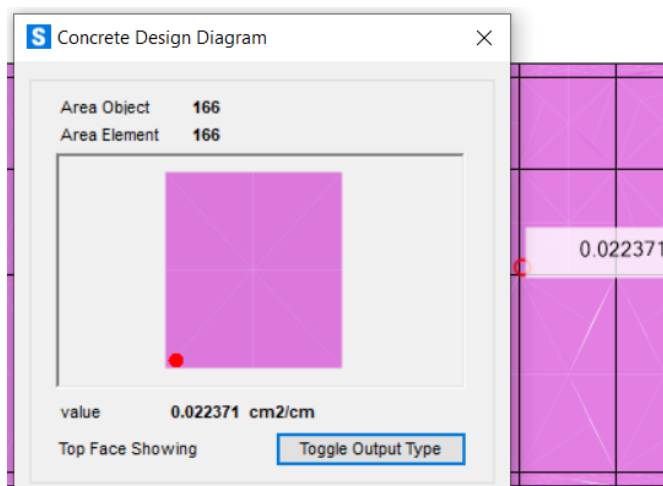 S Concrete Design Diagram
Area Object 166
Area Element 166
0.022371
value 0.022371 cm2/cm
Top Face Showing Toggle Output Type